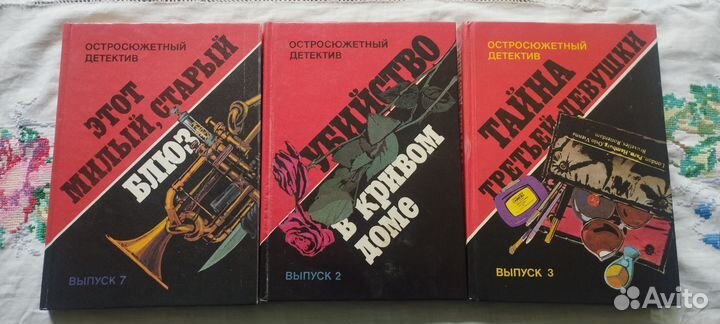 ОСТРОСЮЖЕТНЫЙ
ДЕТЕКТИВ
ЭТОТ
МИЛЫЙ, СТАРЫЙ
БЛЮЗ
ВЫПУСК 7
ОСТРОСЮЖЕТНЫЙ
ДЕТЕКТИВ
УБИЙСТВО
В КРИВОМ
ДОМЕ
ВЫПУСК 2
ОСТРОСЮЖЕТНЫЙ
ДЕТЕКТИВ
ТАЙНА
ТРЕТЬЕЙ ДЕВУШКИ
ВЫПУСК 3
Avito